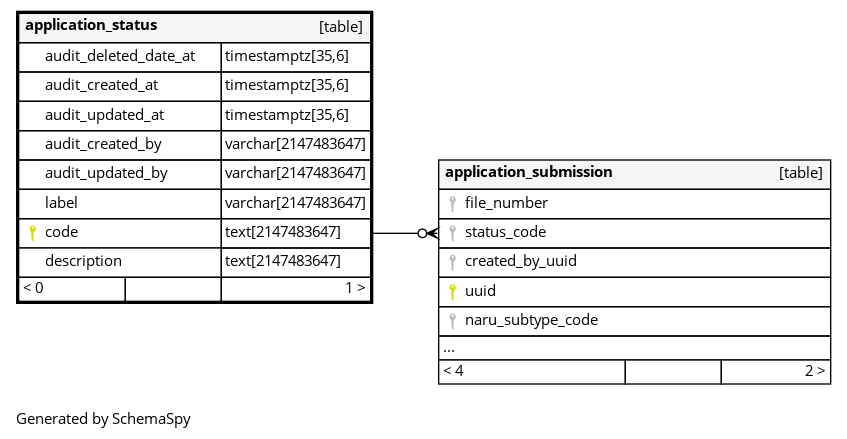 application_status [table]
audit_deleted_date_at timestamptz[35,6]
audit_created_at timestamptz[35,6]
audit_updated_at timestamptz[35,6]
audit_created_by varchar[2147483647]
audit_updated_by varchar[2147483647]
label varchar[2147483647]
code text[2147483647]
description text[2147483647]
< 0 1 >
application_submission [table]
file_number
status_code
created_by_uuid
uuid
naru_subtype_code
...
< 4 2 >
Generated by SchemaSpy